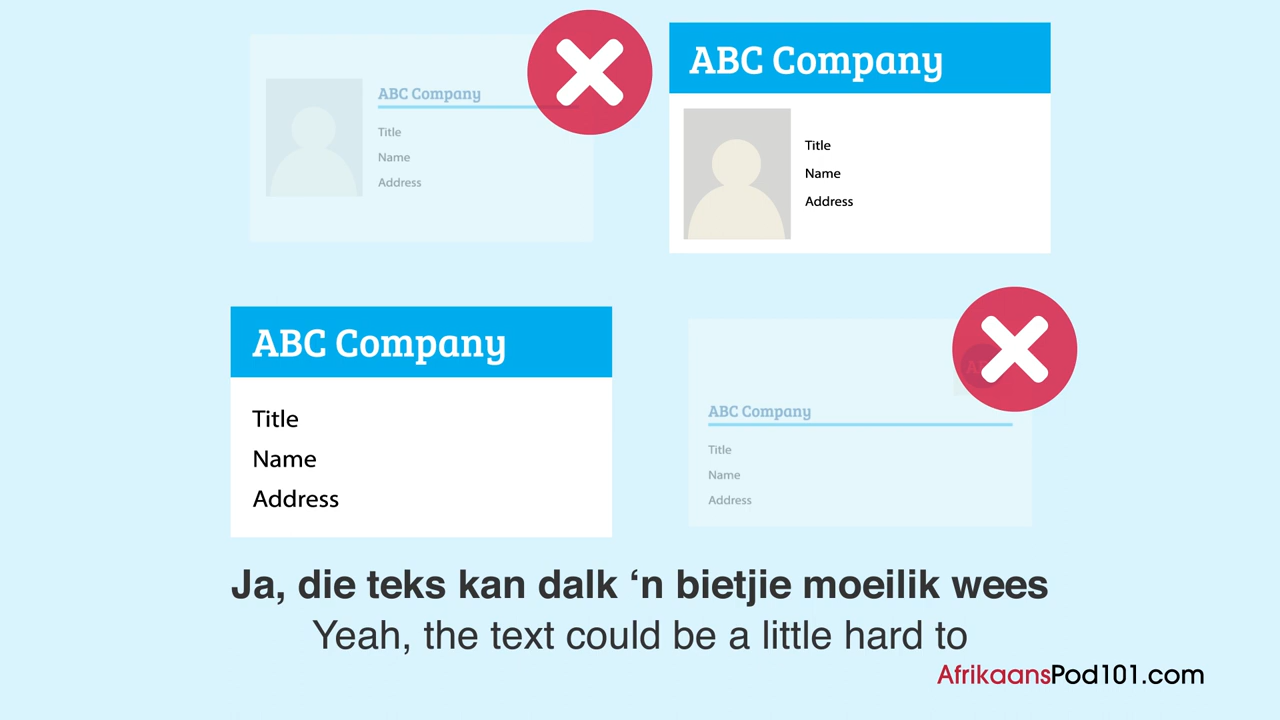 ABC Company
Title
Name
Address
ABC Company
Title
Name
Address
ABC Company
Title
Name
Address
ABC Company
Title
Name
Address
Ja, die teks kan dalk ‘n bietjie moeilik wees
Yeah, the text could be a little hard to
AfrikaansPod101.com